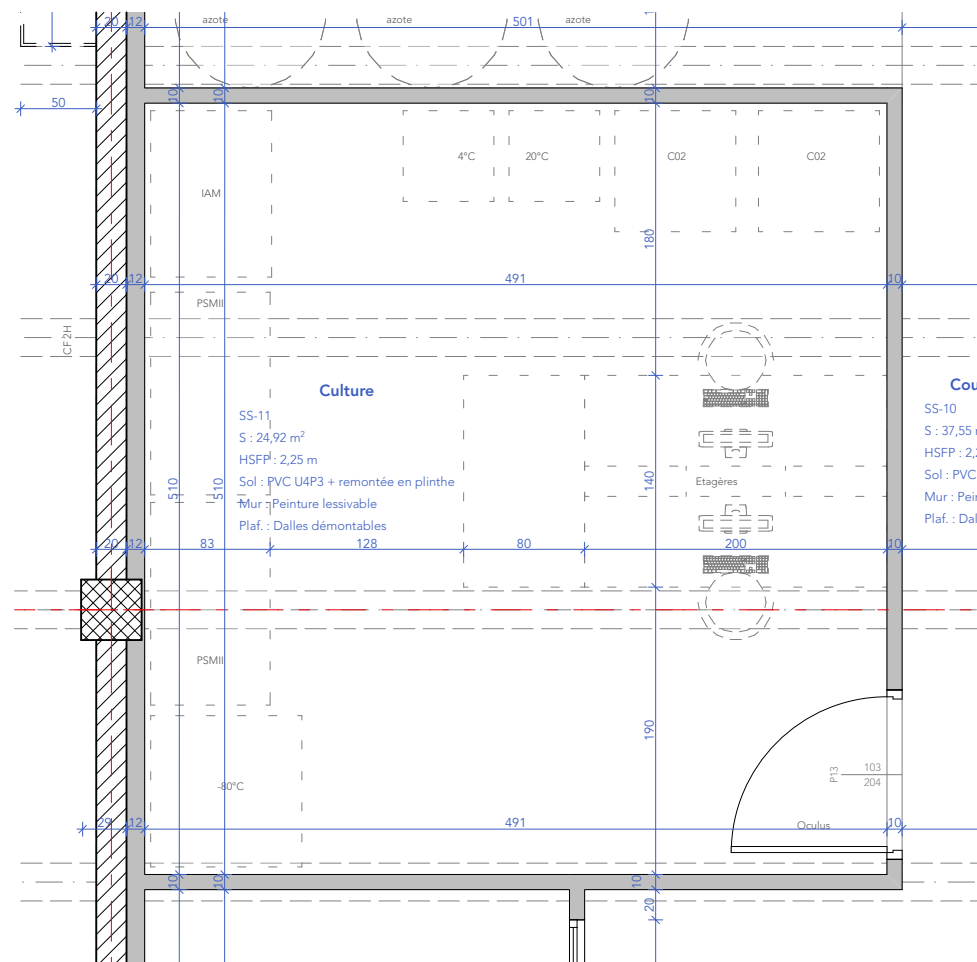 azote
azote
azote
20
12
501
50
10
10
10
4°C
20°C
C02
C02
IAM
180
20
12
491
10
PSMII
CF 2H
Culture
SS-11
S : 24,92 m²
HSFP : 2,25 m
Sol : PVC U4P3 + remontée en plinthe
Mur : Peinture lessivable
Plaf. : Dalles démontables
Cou
SS-10
S : 37,55 m
HSFP : 2,2
Sol : PVC
Mur : Pein
Plaf. : Dal
510
510
140
Etagères
20
12
83
128
80
200
10
PSMII
190
-80°C
P13
103
204
Oculus
29
12
491
10
10
10
10
20